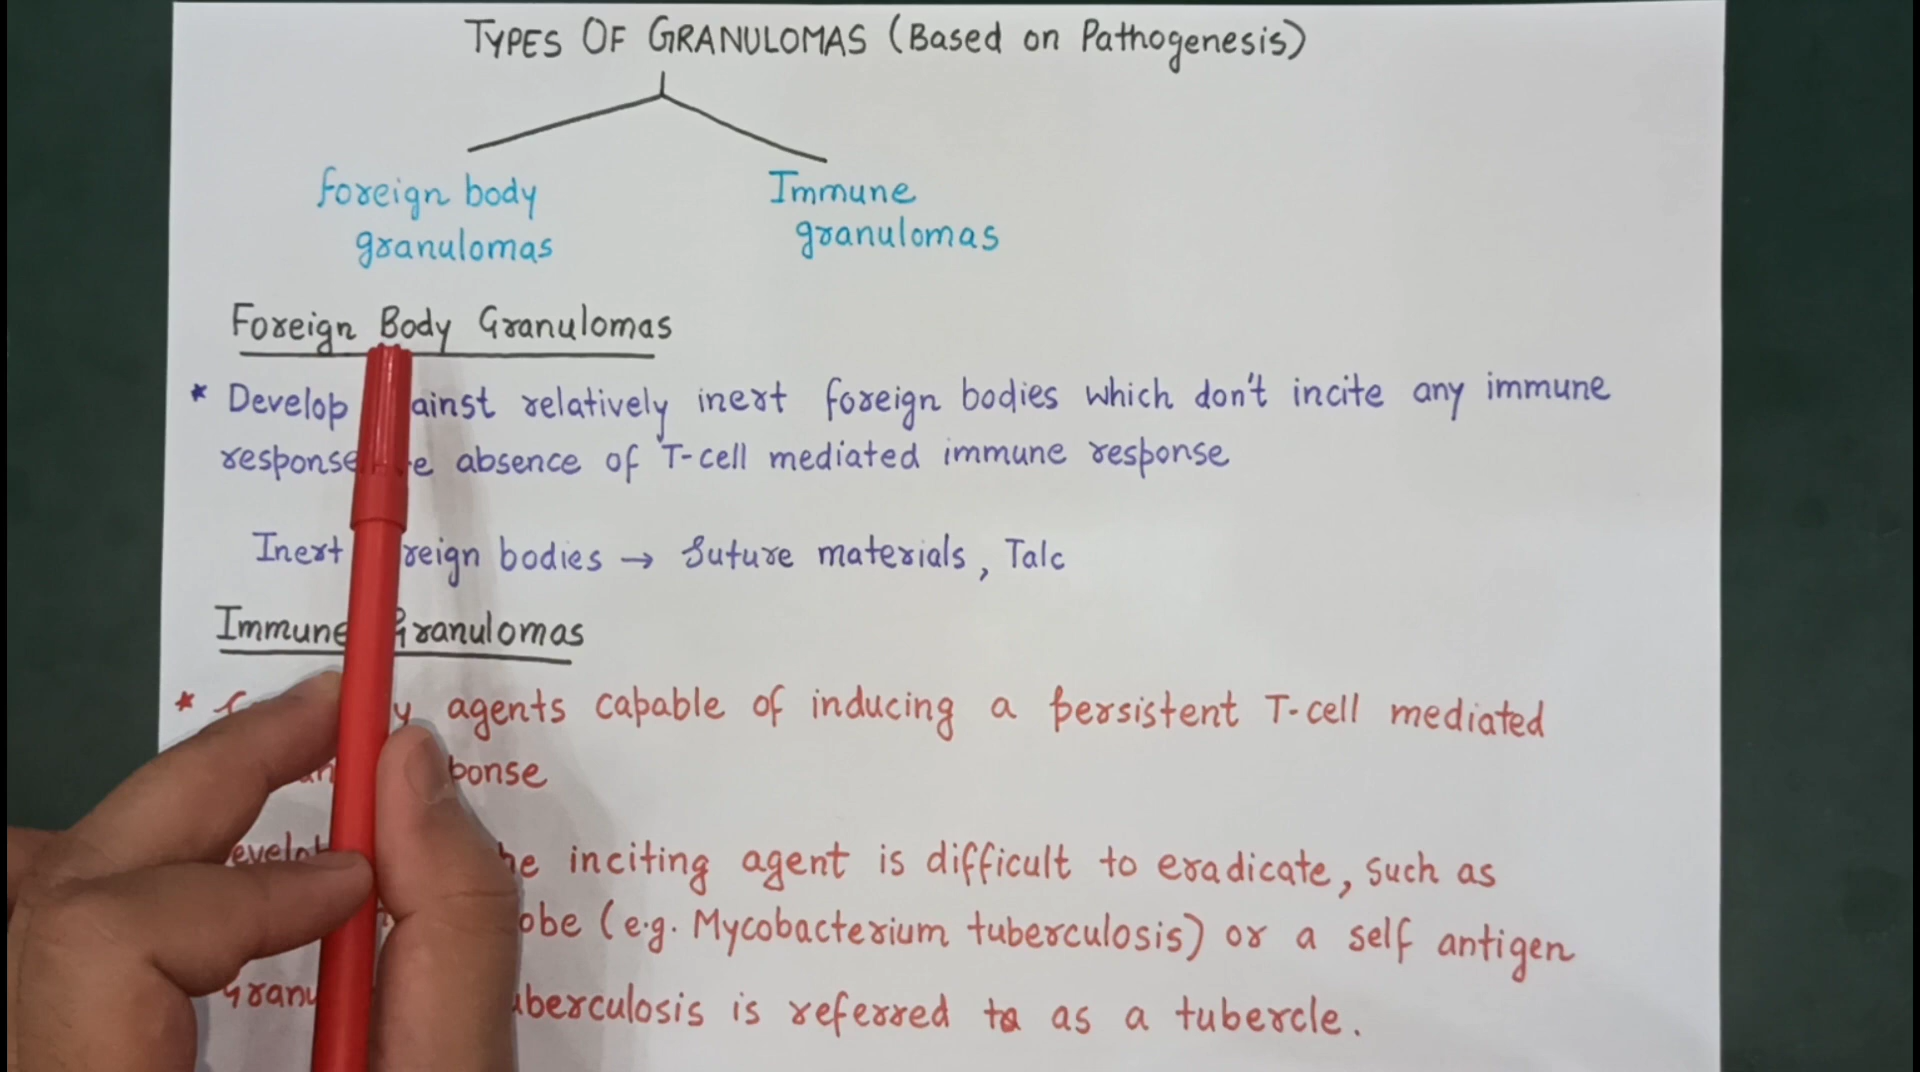 TYPES OF GRANULOMAS (Based on Pathogenesis)
Foreign body Immune
granulomas granulomas
Foreign Body Granulomas
* Develop ainst relatively inert foreign bodies which don't incite any immune
response e absence of T-cell mediated immune response
Inert reign bodies → Suture materials, Talc
Immune Granulomas
* agents capable of inducing a persistent T-cell mediated
ponse
evelop he inciting agent is difficult to eradicate, such as
obe (e.g. Mycobacterium tuberculosis) or a self antigen
Granu uberculosis is referred to as a tubercle.